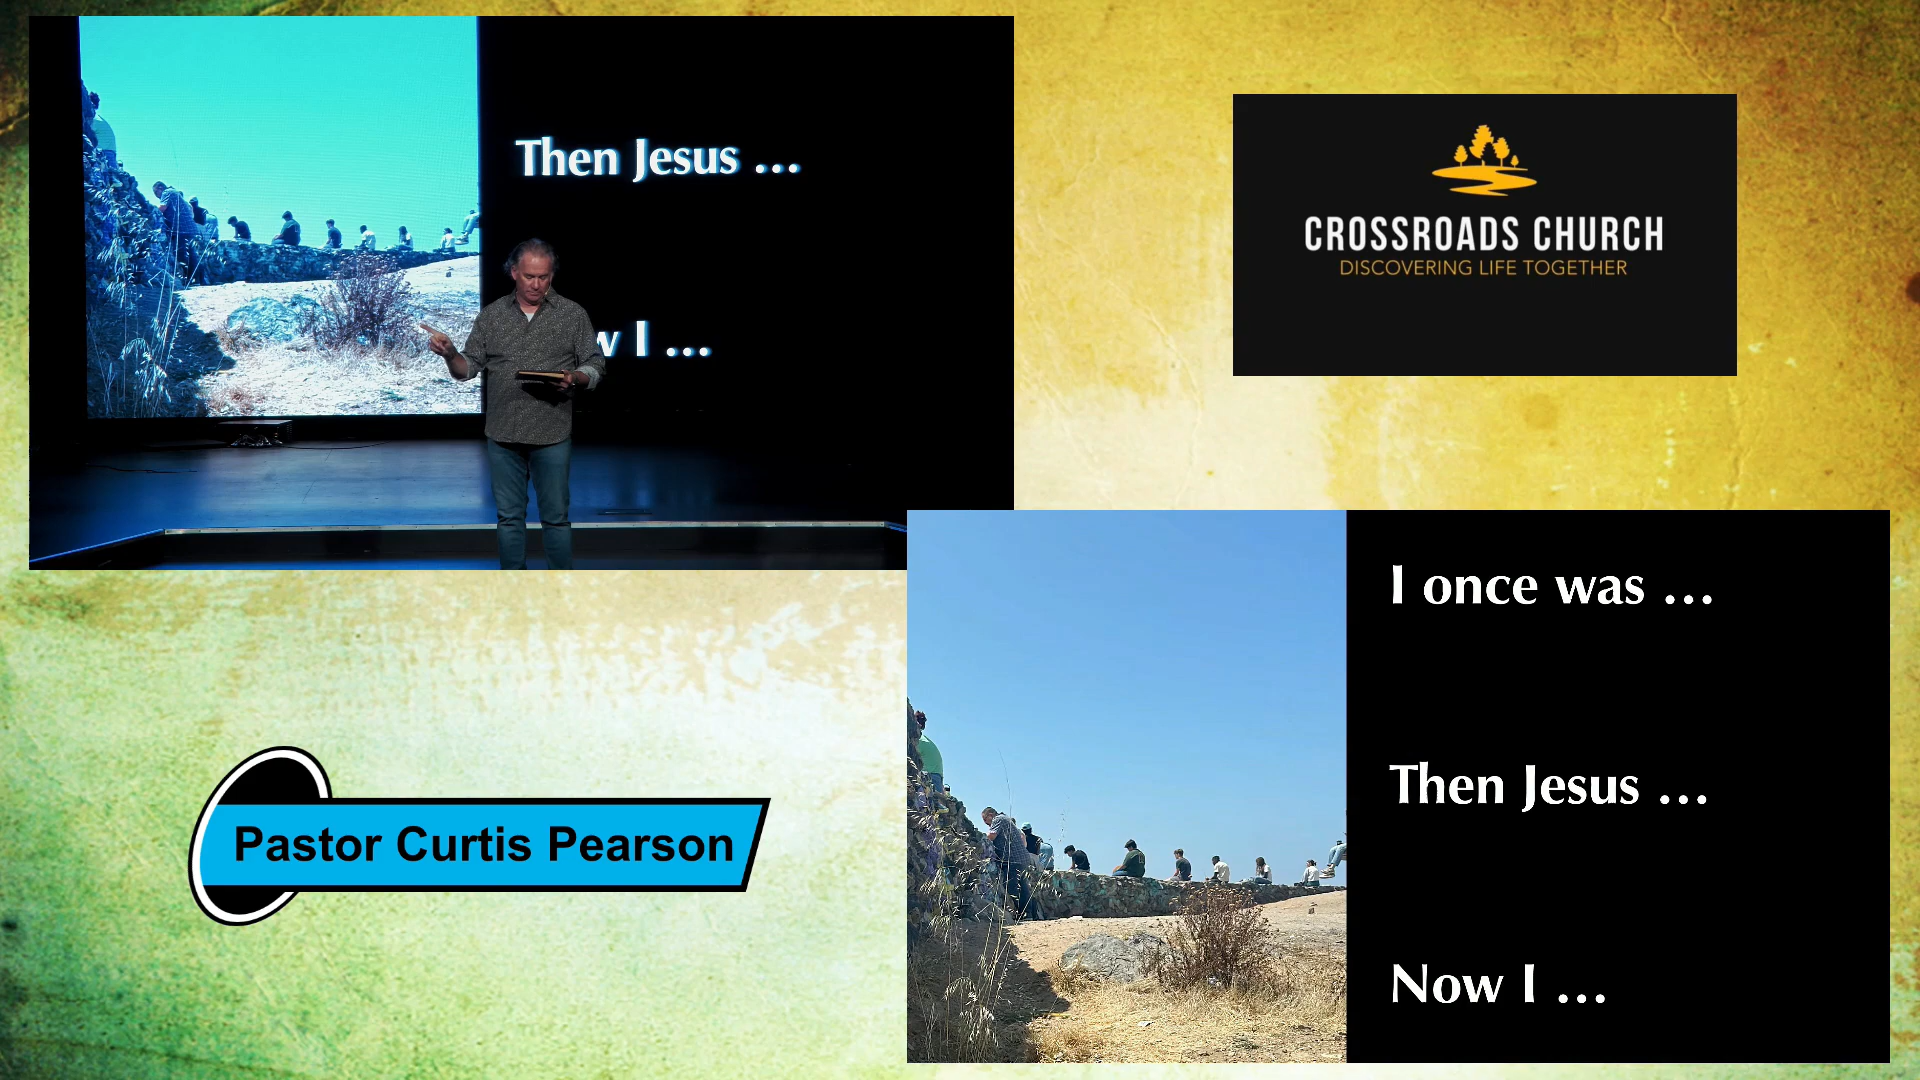 Then Jesus ...
w I ...
CROSSROADS CHURCH
DISCOVERING LIFE TOGETHER
I once was ...
Then Jesus ...
Now I ...
Pastor Curtis Pearson